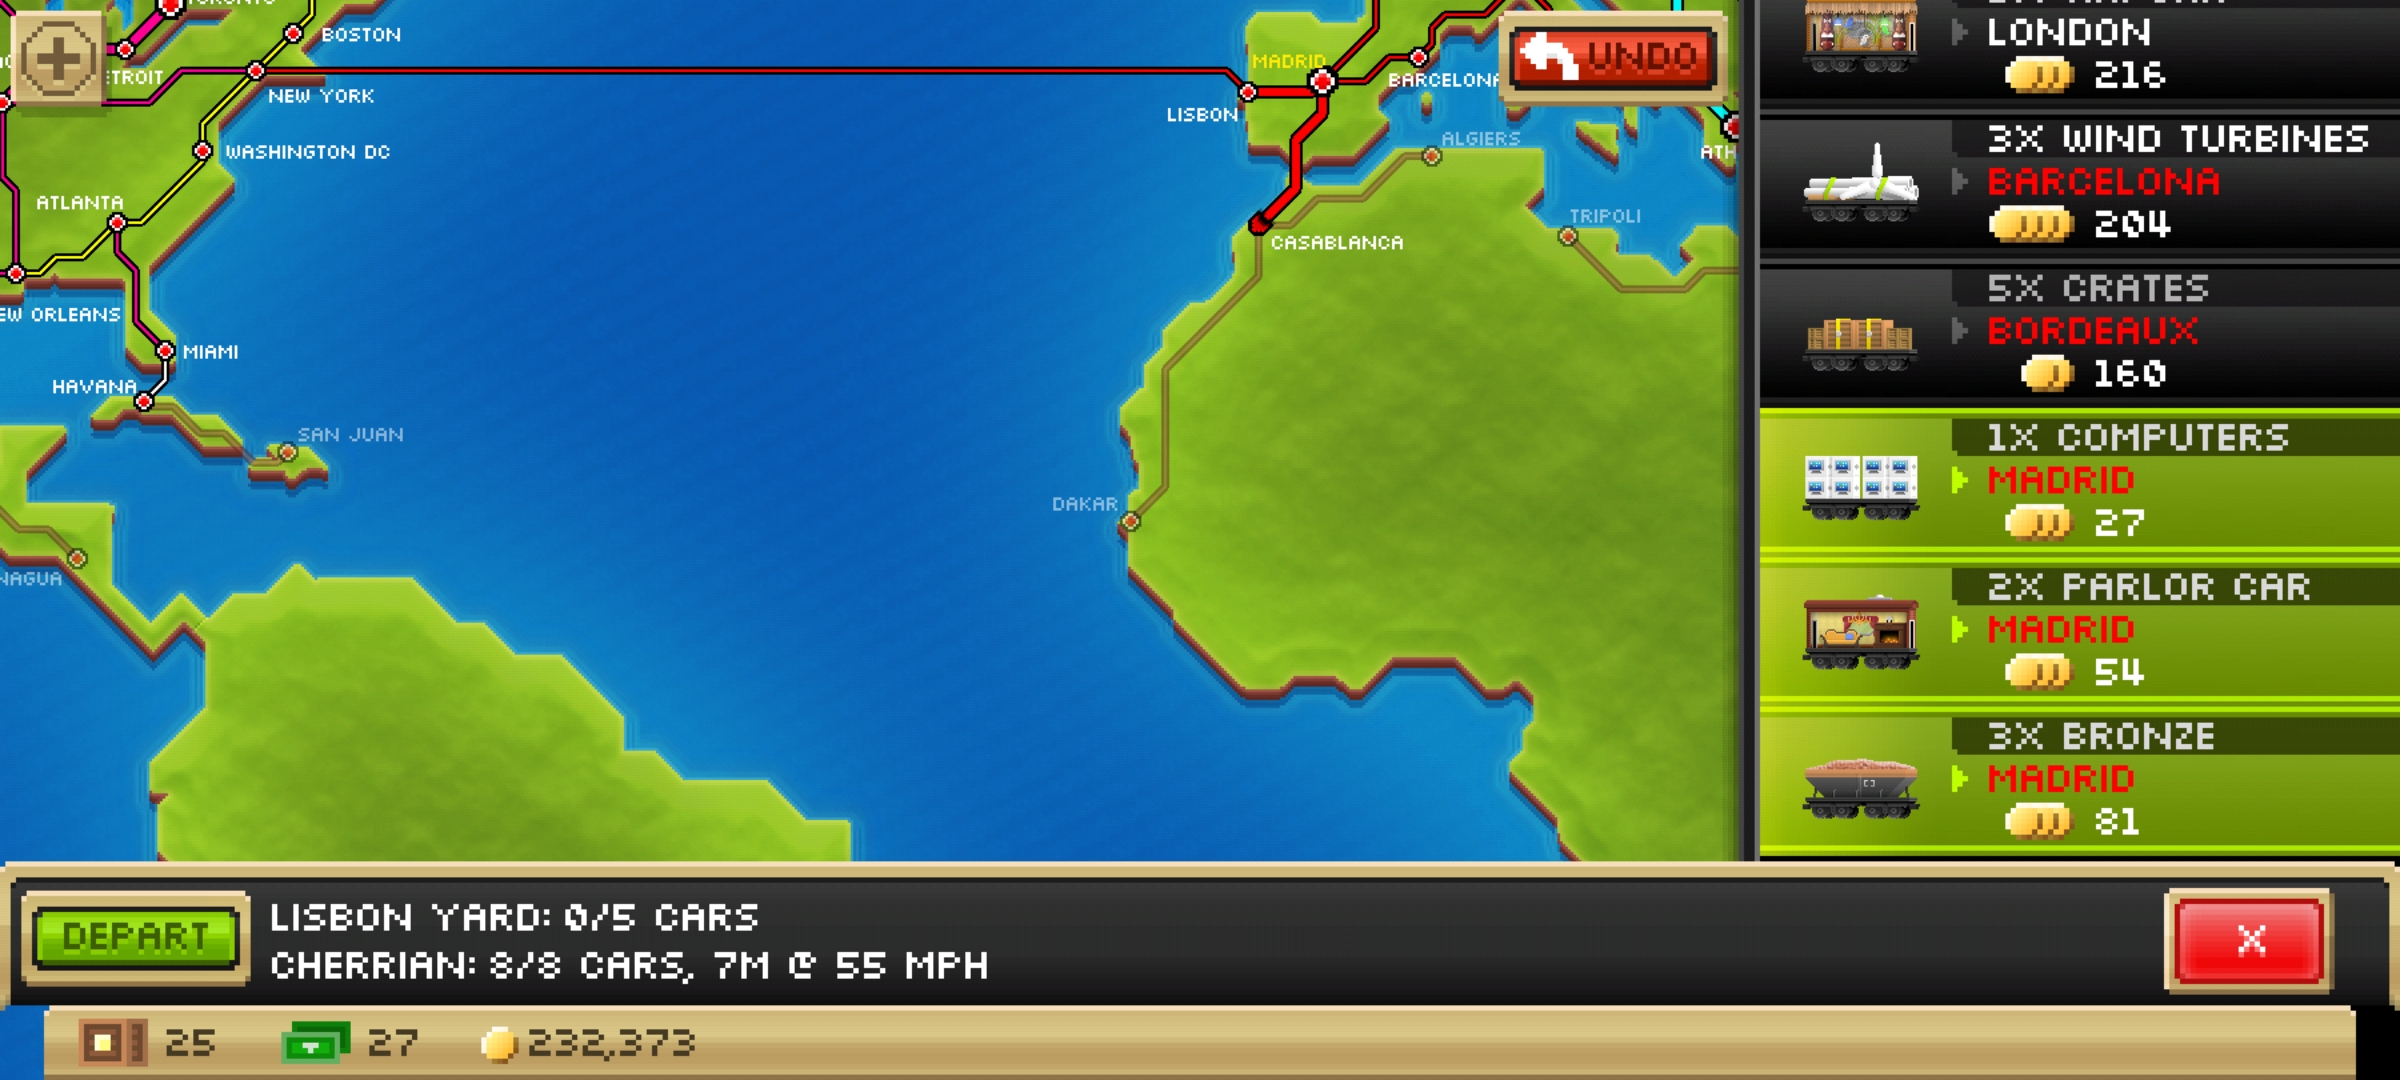 BOSTON
NEW YORK
WASHINGTON DC
ATLANTA
MIAMI
HAVANA
SAN JUAN
MADRID
LISBON
BARCELONA
UNDO
ALGIERS
TRIPOLI
CASABLANCA
DAKAR
LONDON
216
3X WIND TURBINES
BARCELONA
204
5X CRATES
BORDEAUX
160
1X COMPUTERS
MADRID
27
2X PARLOR CAR
MADRID
54
3X BRONZE
MADRID
81
DEPART
LISBON YARD: 0/5 CARS
CHERRIAN: 8/8 CARS, 7M @ 55 MPH
X
25
27
232,373
TROIT
EW ORLEANS
NAGUA
ATH